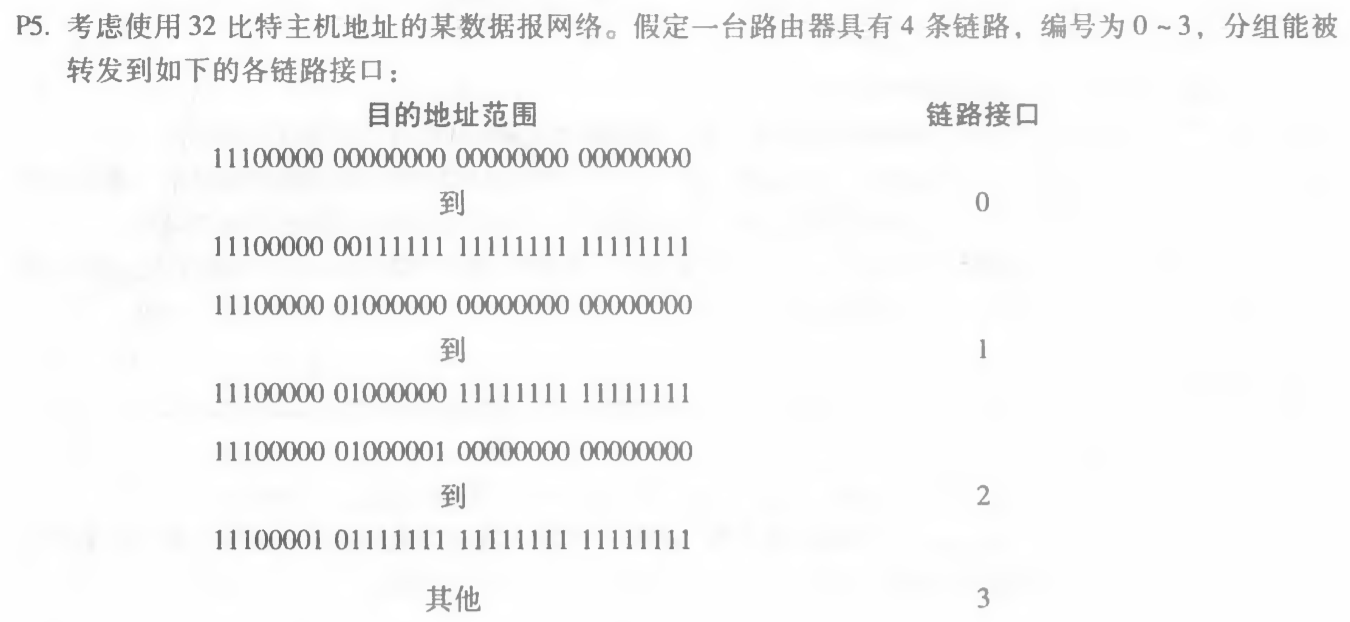 P5. 考虑使用 32 比特主机地址的某数据报网络。假定一台路由器具有 4 条链路，编号为 0 ~ 3，分组能被
转发到如下的各链路接口：
目的地址范围 链路接口
11100000 00000000 00000000 00000000
到 0
11100000 00111111 11111111 11111111
11100000 01000000 00000000 00000000
到 1
11100000 01000000 11111111 11111111
11100000 01000001 00000000 00000000
到 2
11100001 01111111 11111111 11111111
其他 3